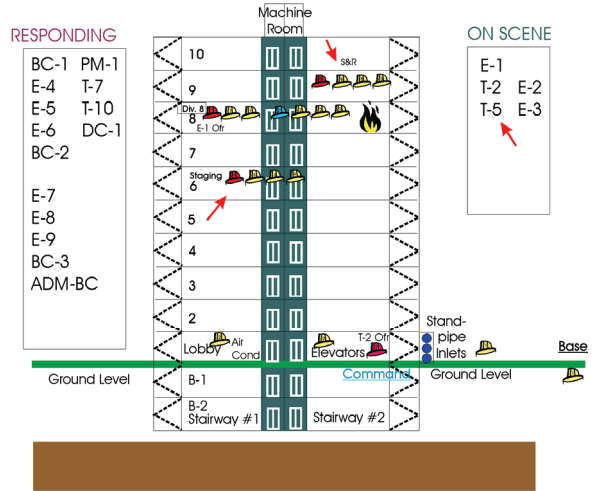 Machine
Room
RESPONDING
ON SCENE
BC-1 PM-1
E-4 T-7
E-5 T-10
E-6 DC-1
BC-2
E-7
E-8
E-9
BC-3
ADM-BC
E-1
T-2 E-2
T-5 E-3
10
S&R
9
Div. 8
8
E-1 Ofr
7
Staging
6
5
4
3
2
Lobby
Air
Cond.
Elevators
T-2 Ofr
Stand-
pipe
Inlets
Base
Ground Level
Command
Ground Level
B-1
B-2
Stairway #1
Stairway #2